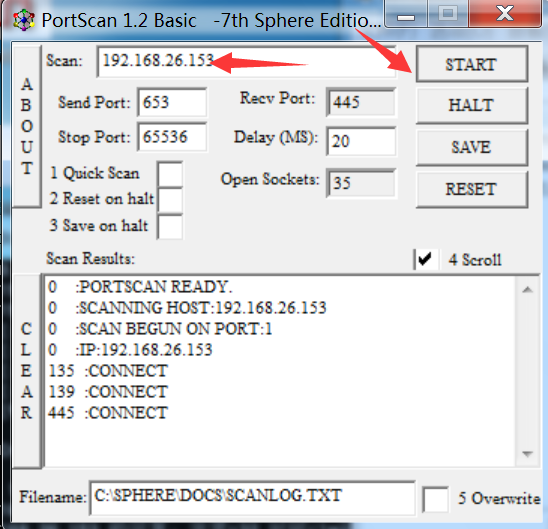 PortScan 1.2 Basic -7th Sphere Editio...
Scan: 192.168.26.153 START
ABOUT
Send Port: 653 Recv Port: 445 HALT
Stop Port: 65536 Delay (MS): 20 SAVE
1 Quick Scan Open Sockets: 35 RESET
2 Reset on halt
3 Save on halt
Scan Results: 4 Scroll
CLEAR
0 :PORTSCAN READY.
0 :SCANNING HOST:192.168.26.153
0 :SCAN BEGUN ON PORT:1
0 :IP:192.168.26.153
135 :CONNECT
139 :CONNECT
445 :CONNECT
Filename: C:\SPHERE\DOCS\SCANLOG.TXT 5 Overwrite